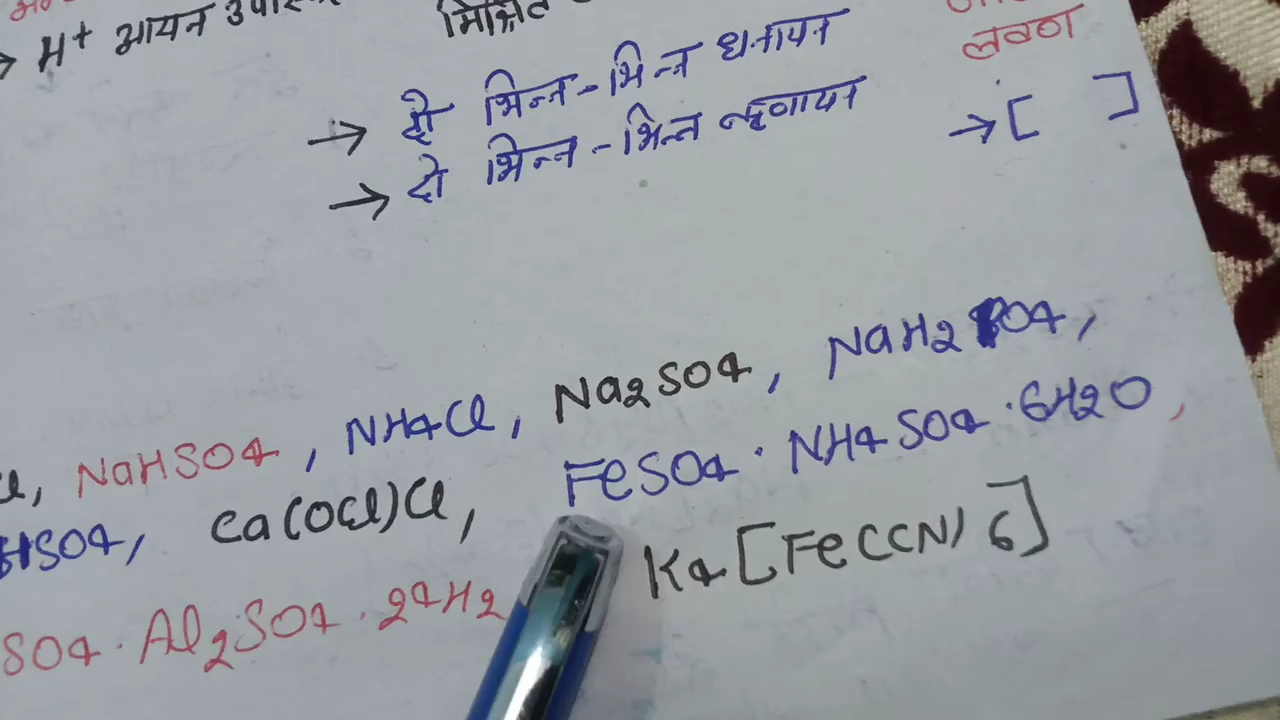 → H+ आयन
मिश्रित
लवण
→ दो भिन्न-भिन्न धनायन
→ दो भिन्न-भिन्न ऋणायन
→ [ ]
NaHSO4, NH4Cl, Na2SO4, NaH2PO4,
HSO4, Ca(OCl)Cl, FeSO4·NH4SO4·6H2O,
SO4·Al2SO4·24H2 K4[Fe(CN)6]